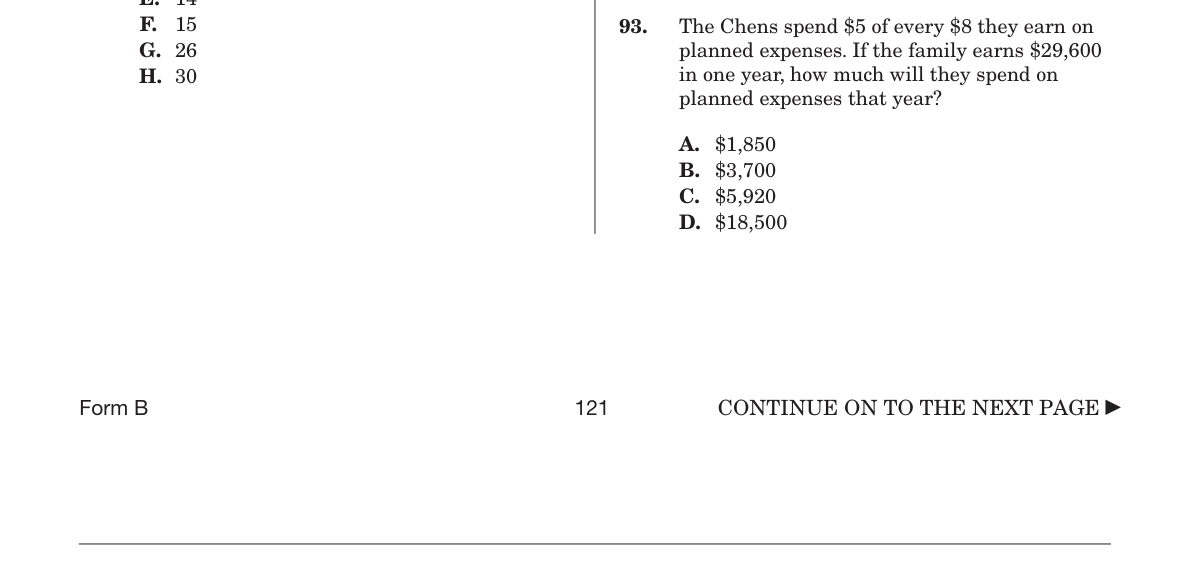 E. 14
F. 15
G. 26
H. 30
93. The Chens spend $5 of every $8 they earn on
planned expenses. If the family earns $29,600
in one year, how much will they spend on
planned expenses that year?
A. $1,850
B. $3,700
C. $5,920
D. $18,500
Form B
121
CONTINUE ON TO THE NEXT PAGE ►